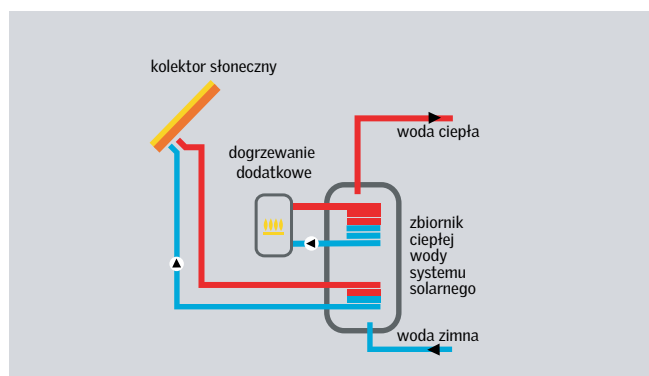 kolektor słoneczny
woda ciepła
dogrzewanie
dodatkowe
zbiornik
ciepłej
wody
systemu
solarnego
woda zimna